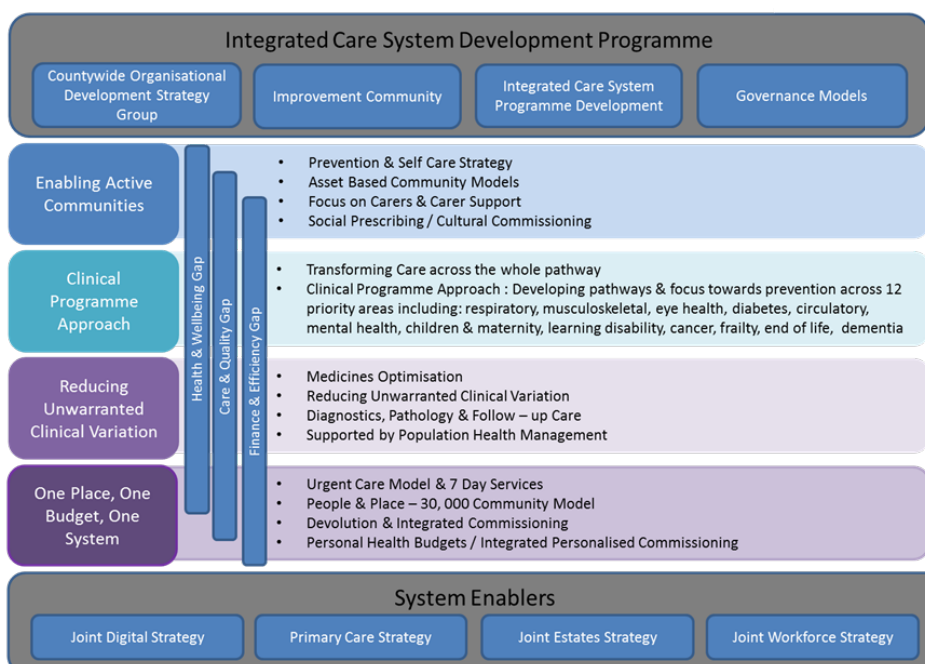 Integrated Care System Development Programme
Countywide Organisational
Development Strategy
Group
Improvement Community
Integrated Care System
Programme Development
Governance Models
Enabling Active
Communities
• Prevention & Self Care Strategy
• Asset Based Community Models
• Focus on Carers & Carer Support
• Social Prescribing / Cultural Commissioning
Clinical
Programme
Approach
• Transforming Care across the whole pathway
• Clinical Programme Approach : Developing pathways & focus towards prevention across 12
priority areas including: respiratory, musculoskeletal, eye health, diabetes, circulatory,
mental health, children & maternity, learning disability, cancer, frailty, end of life, dementia
Reducing
Unwarranted
Clinical Variation
• Medicines Optimisation
• Reducing Unwarranted Clinical Variation
• Diagnostics, Pathology & Follow – up Care
• Supported by Population Health Management
One Place, One
Budget, One
System
• Urgent Care Model & 7 Day Services
• People & Place – 30, 000 Community Model
• Devolution & Integrated Commissioning
• Personal Health Budgets / Integrated Personalised Commissioning
Health & Wellbeing Gap
Care & Quality Gap
Finance & Efficiency Gap
System Enablers
Joint Digital Strategy
Primary Care Strategy
Joint Estates Strategy
Joint Workforce Strategy